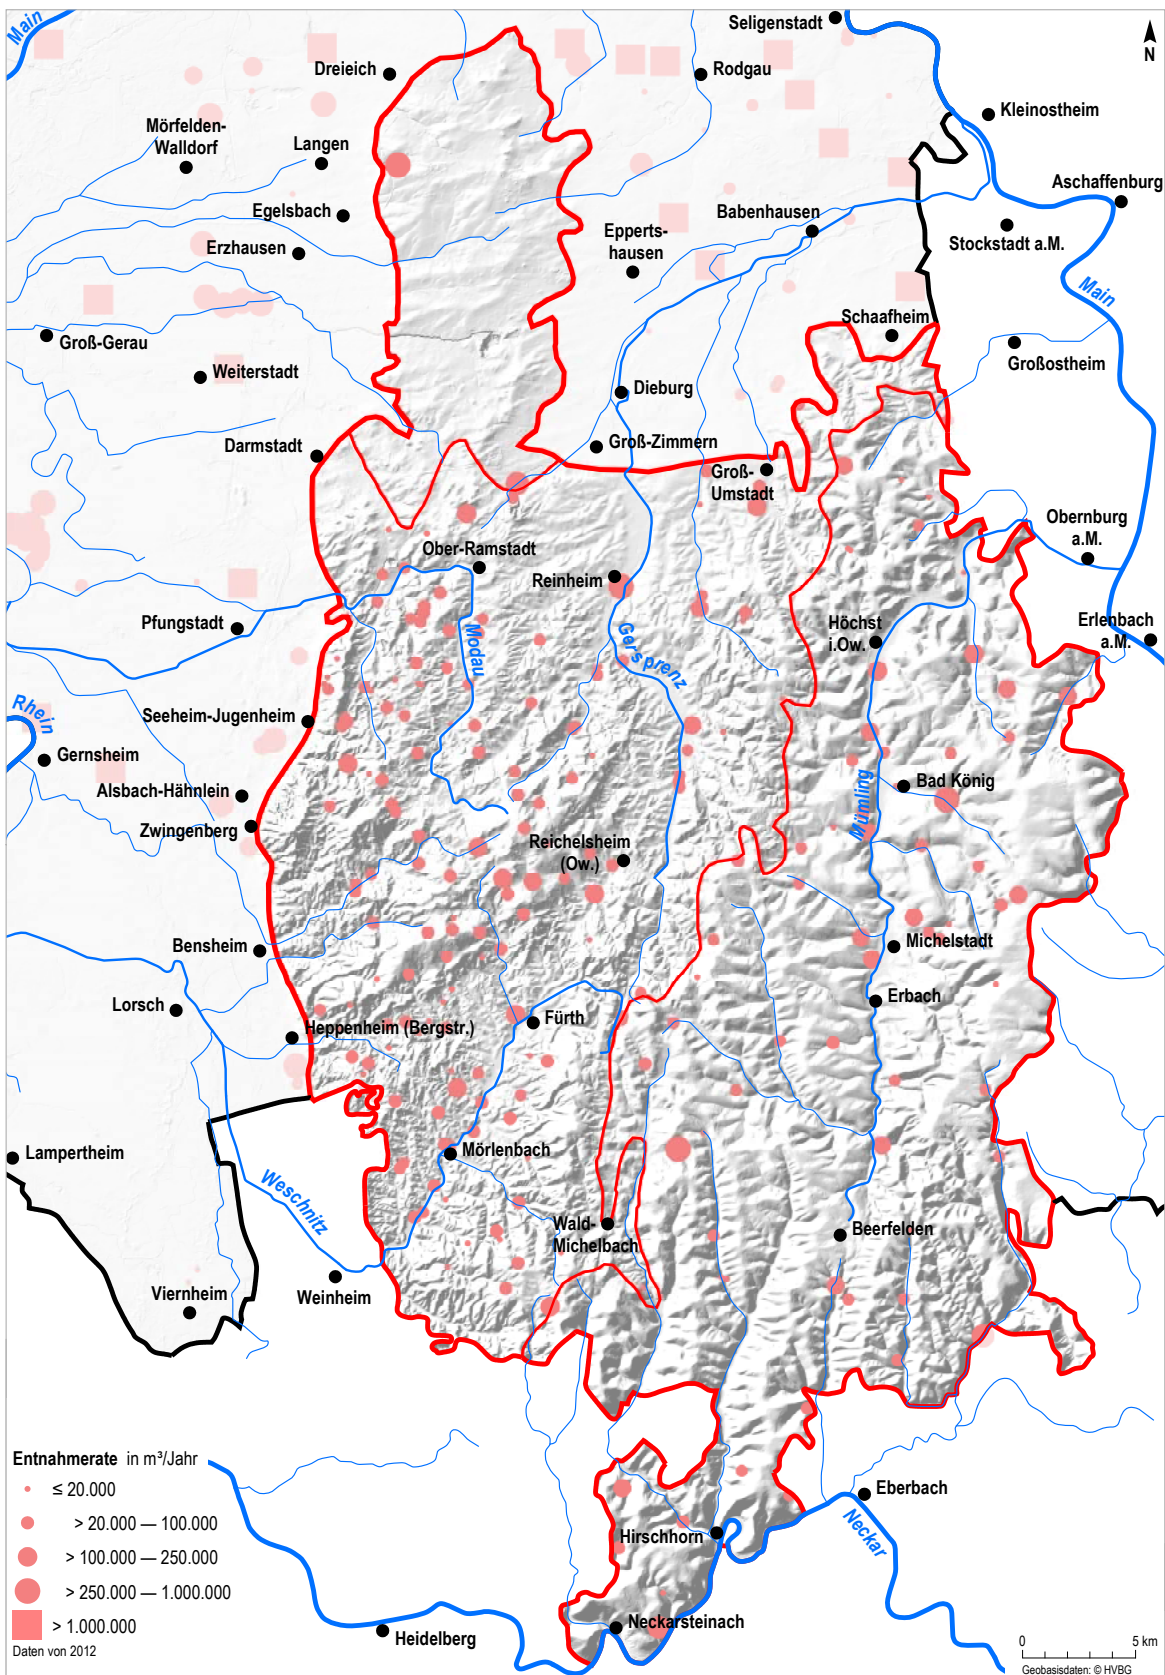 Main
Seligenstadt
N
Dreieich
Rodgau
Kleinostheim
Mörfelden-
Walldorf
Langen
Aschaffenburg
Egelsbach
Babenhausen
Stockstadt a.M.
Erzhausen
Epperts-
hausen
Main
Schaafheim
Groß-Gerau
Großostheim
Weiterstadt
Dieburg
Darmstadt
Groß-Zimmern
Groß-
Umstadt
Obernburg
a.M.
Ober-Ramstadt
Reinheim
Pfungstadt
Modau
Gersprenz
Höchst
i.Ow.
Erlenbach
a.M.
Rhein
Seeheim-Jugenheim
Gernsheim
Alsbach-Hähnlein
Bad König
Mümling
Zwingenberg
Reichelsheim
(Ow.)
Bensheim
Michelstadt
Lorsch
Erbach
Heppenheim (Bergstr.)
Fürth
Lampertheim
Mörlenbach
Weschnitz
Wald-
Michelbach
Beerfelden
Viernheim
Weinheim
Entnahmerate in m³/Jahr
≤ 20.000
> 20.000 — 100.000
> 100.000 — 250.000
> 250.000 — 1.000.000
> 1.000.000
Daten von 2012
Eberbach
Neckar
Hirschhorn
Neckarsteinach
Heidelberg
0 5 km
Geobasisdaten: © HVBG